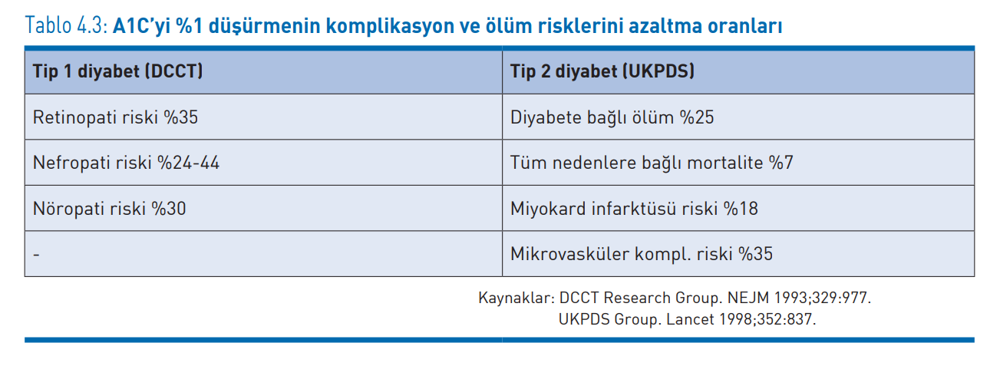 Tablo 4.3: A1C’yi %1 düşürmenin komplikasyon ve ölüm risklerini azaltma oranları
Tip 1 diyabet (DCCT) Tip 2 diyabet (UKPDS)
Retinopati riski %35 Diyabete bağlı ölüm %25
Nefropati riski %24-44 Tüm nedenlere bağlı mortalite %7
Nöropati riski %30 Miyokard infarktüsü riski %18
- Mikrovasküler kompl. riski %35
Kaynaklar: DCCT Research Group. NEJM 1993;329:977.
UKPDS Group. Lancet 1998;352:837.